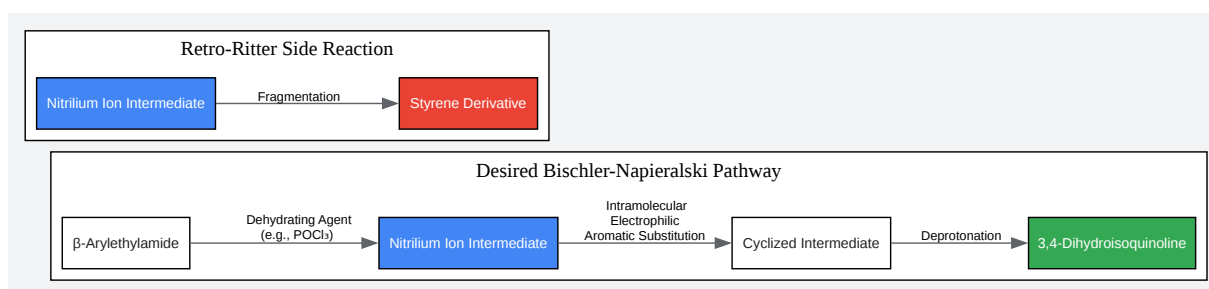 Retro-Ritter Side Reaction
Nitrilium Ion Intermediate
Fragmentation
Styrene Derivative
Desired Bischler-Napieralski Pathway
β-Arylethylamide
Dehydrating Agent
(e.g., POCl₃)
Nitrilium Ion Intermediate
Intramolecular
Electrophilic
Aromatic Substitution
Cyclized Intermediate
Deprotonation
3,4-Dihydroisoquinoline